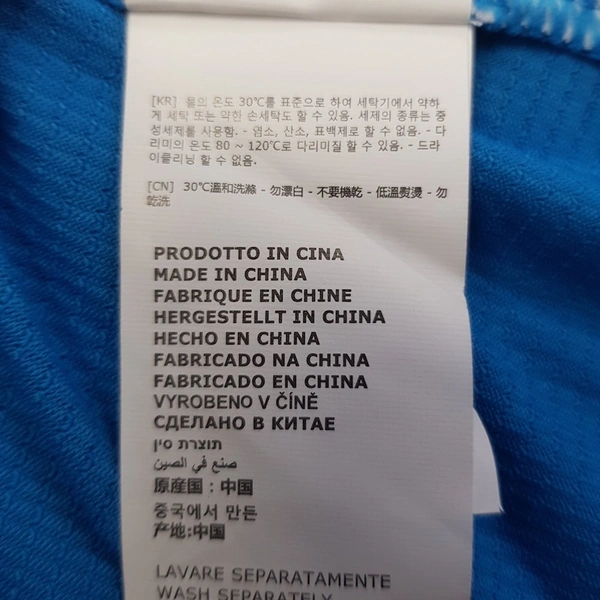 [KR] 물의 온도 30℃를 표준으로 하여 세탁기에서 약하
게 세탁 또는 약한 손세탁도 할 수 있음. 세제의 종류는 중
성세제를 사용함. - 염소, 산소, 표백제로 할 수 없음. - 다
리미의 온도 80 ~ 120℃로 다리미질 할 수 있음. - 드라
이클리닝 할 수 없음.
[CN] 30℃溫和洗滌 - 勿漂白 - 不要機乾 - 低溫熨燙 - 勿
乾洗
PRODOTTO IN CINA
MADE IN CHINA
FABRIQUE EN CHINE
HERGESTELLT IN CHINA
HECHO EN CHINA
FABRICADO NA CHINA
FABRICADO EN CHINA
VYROBENO V ČÍNĚ
СДЕЛАНО В КИТАЕ
תוצרת סין
صنع في الصين
原産国：中国
중국에서 만든
产地:中国
LAVARE SEPARATAMENTE
WASH SEPARATELY